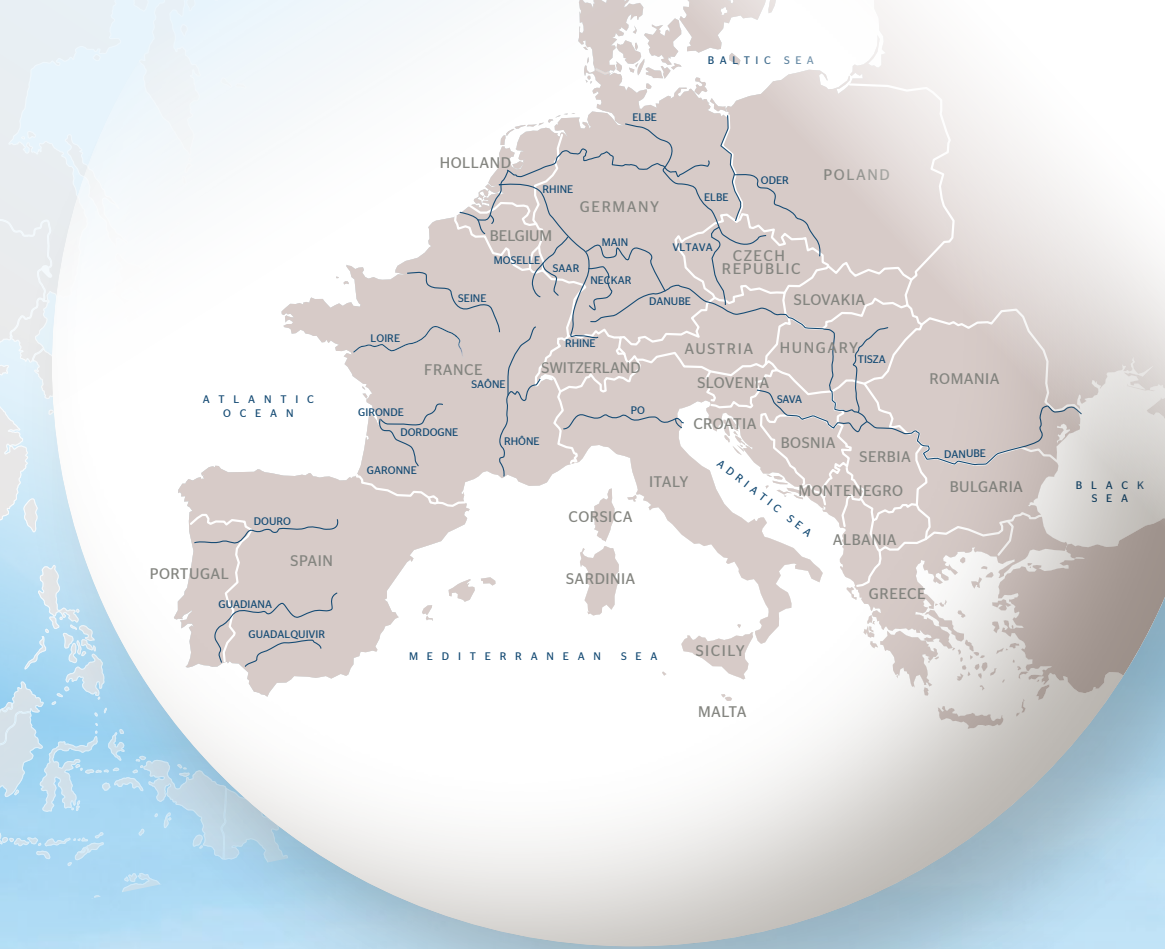 BALTIC SEA
ELBE
HOLLAND
POLAND
ODER
RHINE
ELBE
GERMANY
BELGIUM
MAIN
VLTAVA
CZECH
REPUBLIC
MOSELLE
SAAR
NECKAR
SEINE
DANUBE
SLOVAKIA
LOIRE
RHINE
AUSTRIA
HUNGARY
TISZA
FRANCE
SWITZERLAND
SAÔNE
SLOVENIA
ROMANIA
ATLANTIC
OCEAN
SAVA
GIRONDE
PO
CROATIA
DORDOGNE
RHÔNE
BOSNIA
SERBIA
DANUBE
GARONNE
ADRIATIC SEA
ITALY
MONTENEGRO
BULGARIA
BLACK
SEA
CORSICA
DOURO
ALBANIA
SPAIN
PORTUGAL
SARDINIA
GREECE
GUADIANA
GUADALQUIVIR
MEDITERRANEAN SEA
SICILY
MALTA